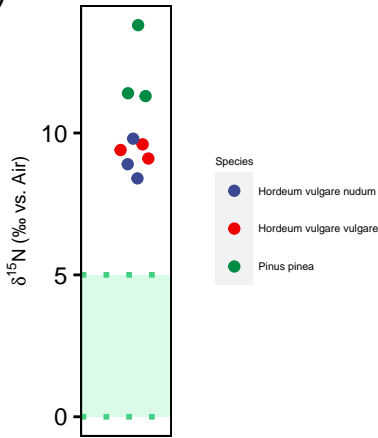 )
10
5
0
δ15N (‰ vs. Air)
Species
Hordeum vulgare nudum
Hordeum vulgare vulgare
Pinus pinea